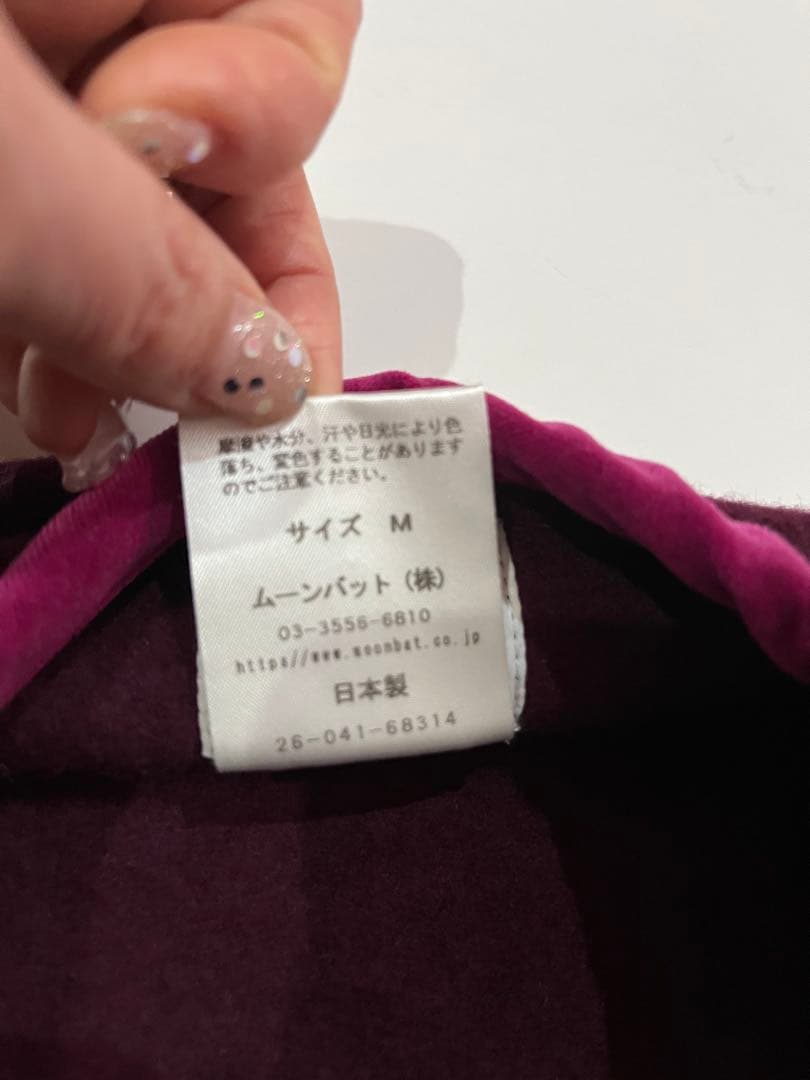 摩擦や水分、汗や日光により色
落ち、変色することがあります
のでご注意ください。
サイズ M
ムーンバット（株）
03-3556-6810
https//www.moonbat.co.jp
日本製
26-041-68314